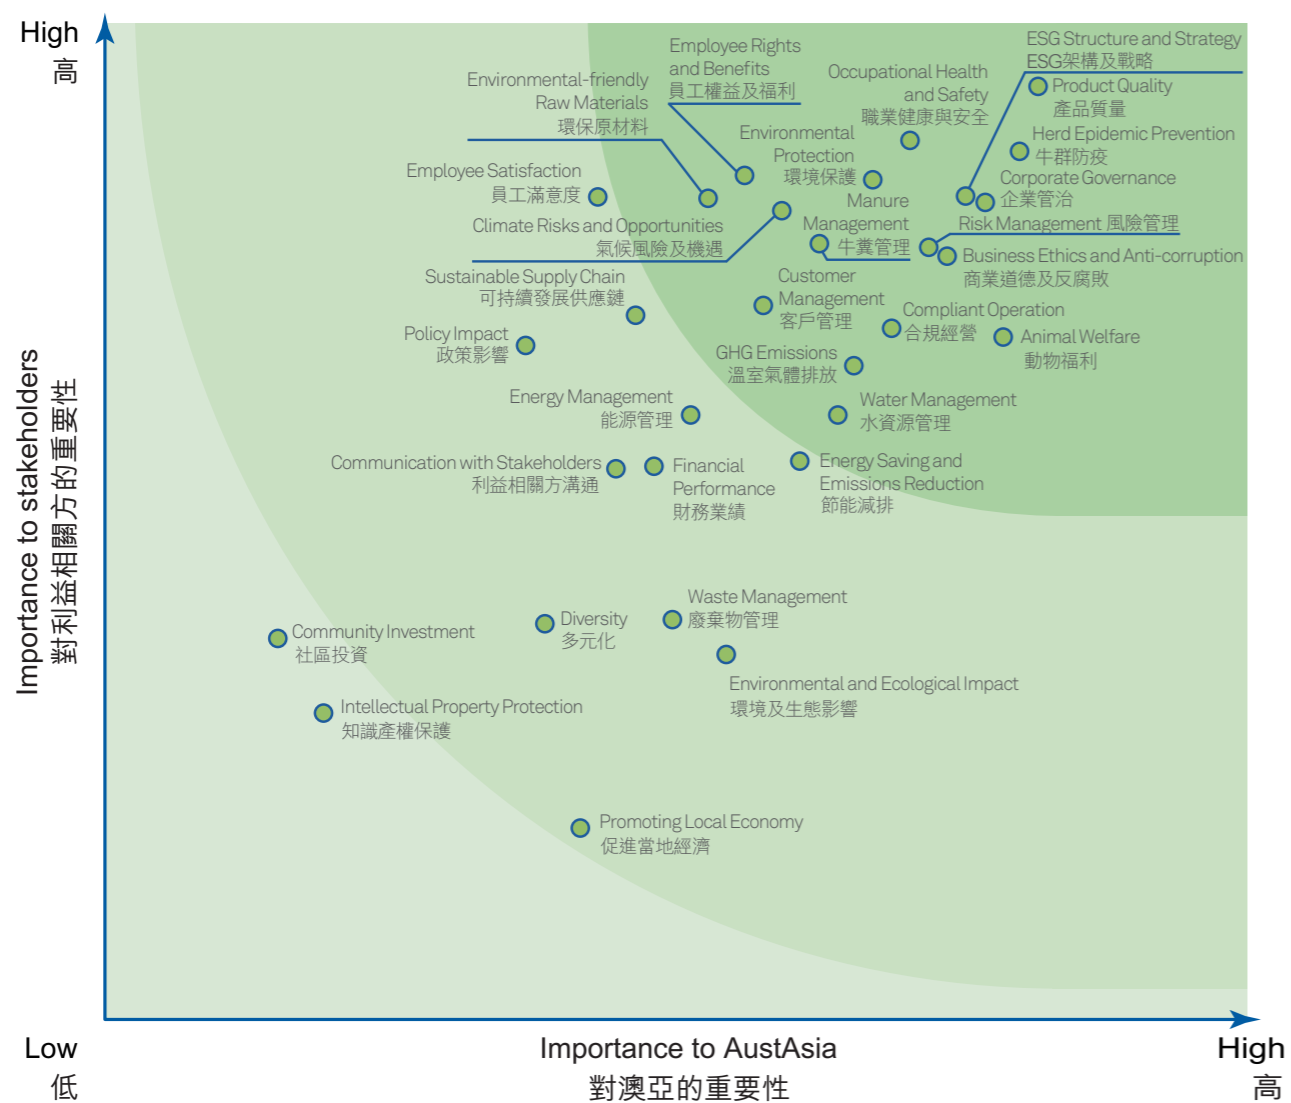 High
高
ESG Structure and Strategy
ESG架構及戰略
Employee Rights
and Benefits
員工權益及福利
Environmental-friendly
Raw Materials
環保原材料
Occupational Health
and Safety
職業健康與安全
Product Quality
產品質量
Environmental
Protection
環境保護
Herd Epidemic Prevention
牛群防疫
Employee Satisfaction
員工滿意度
Corporate Governance
企業管治
Manure
Management
牛糞管理
Climate Risks and Opportunities
氣候風險及機遇
Risk Management 風險管理
Business Ethics and Anti-corruption
商業道德及反腐敗
Sustainable Supply Chain
可持續發展供應鏈
Customer
Management
客戶管理
Compliant Operation
合規經營
Policy Impact
政策影響
Animal Welfare
動物福利
GHG Emissions
溫室氣體排放
Energy Management
能源管理
Water Management
水資源管理
Communication with Stakeholders
利益相關方溝通
Financial
Performance
財務業績
Energy Saving and
Emissions Reduction
節能減排
Waste Management
廢棄物管理
Diversity
多元化
Community Investment
社區投資
Environmental and Ecological Impact
環境及生態影響
Intellectual Property Protection
知識產權保護
Promoting Local Economy
促進當地經濟
Importance to stakeholders
對利益相關方的重要性
Low
低
Importance to AustAsia
對澳亞的重要性
High
高